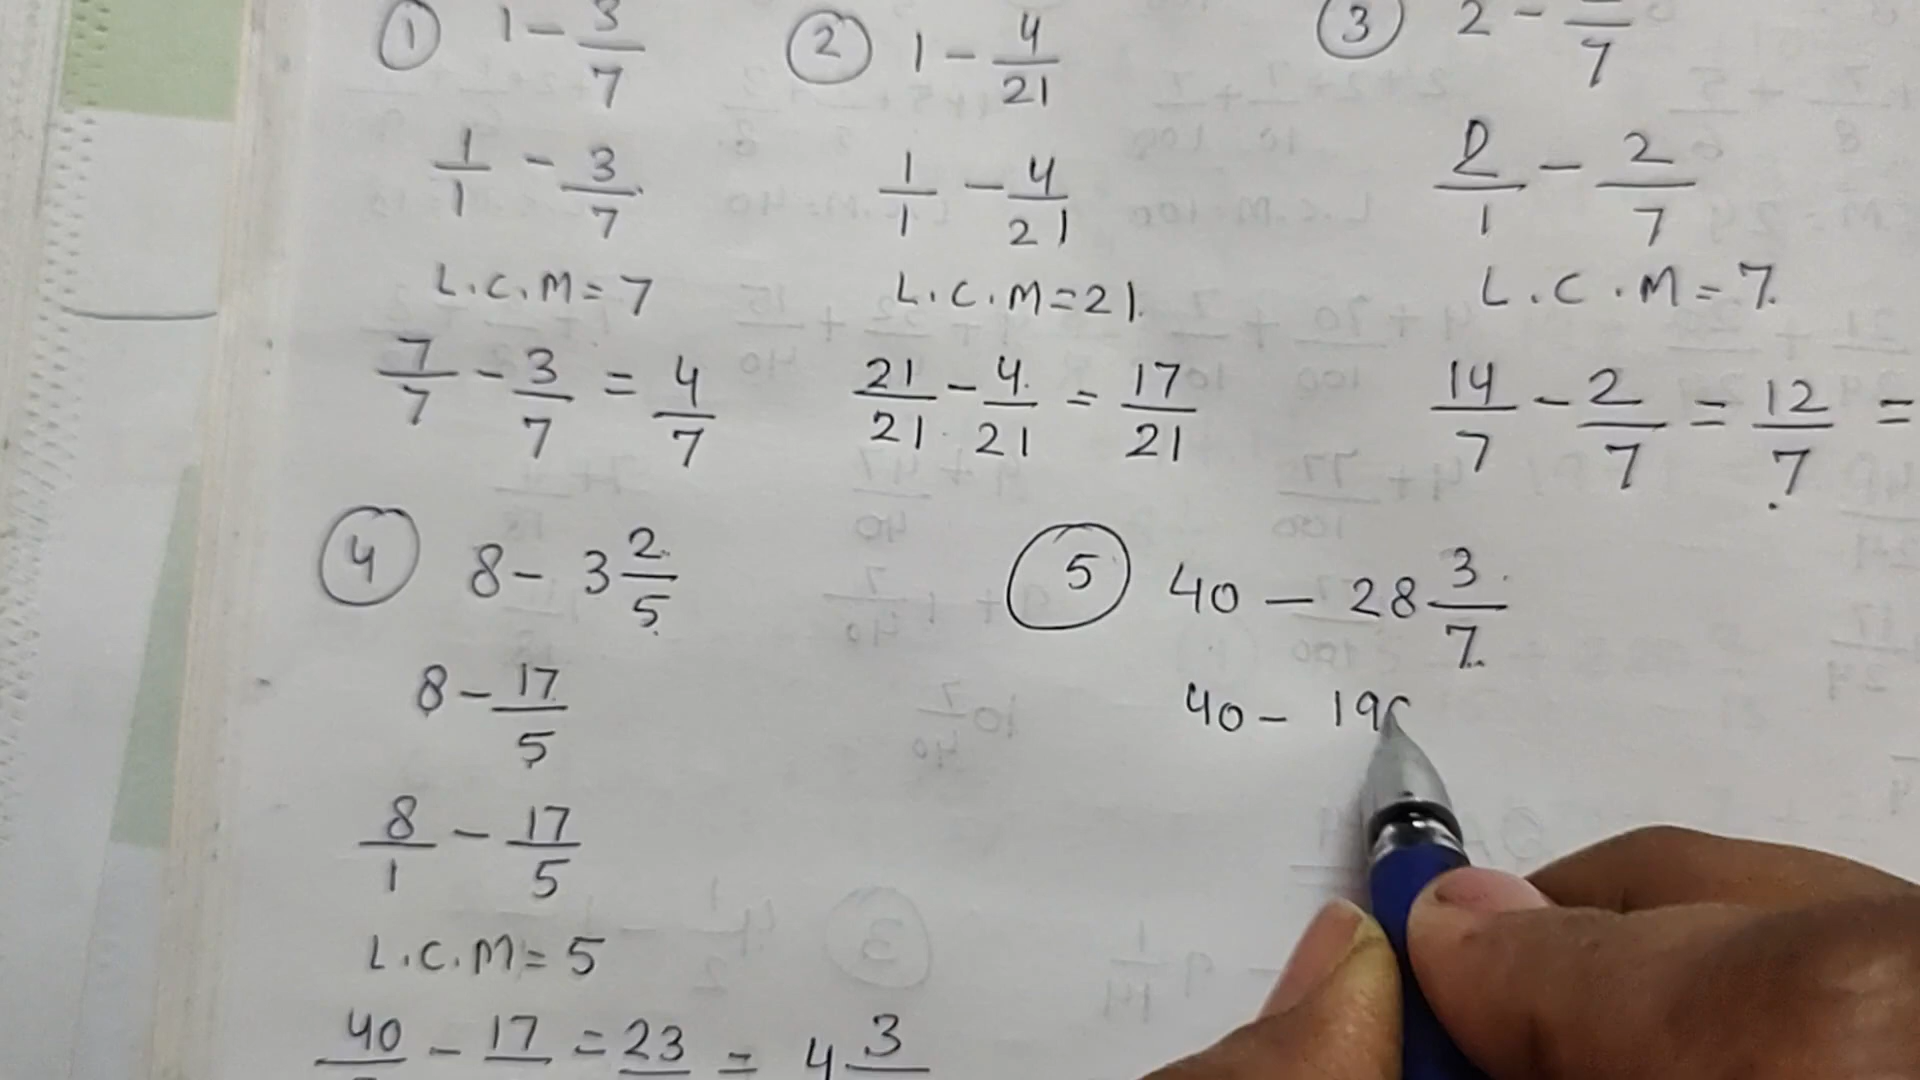 ① 1 - 3/7
1/1 - 3/7
L.C.M = 7
7/7 - 3/7 = 4/7
② 1 - 4/21
1/1 - 4/21
L.C.M = 21
21/21 - 4/21 = 17/21
③ 2 - /7
2/1 - 2/7
L.C.M = 7
14/7 - 2/7 = 12/7 =
④ 8 - 3 2/5
8 - 17/5
8/1 - 17/5
L.C.M = 5
40 - 17 = 23 = 4 3
⑤ 40 - 28 3/7
40 - 19